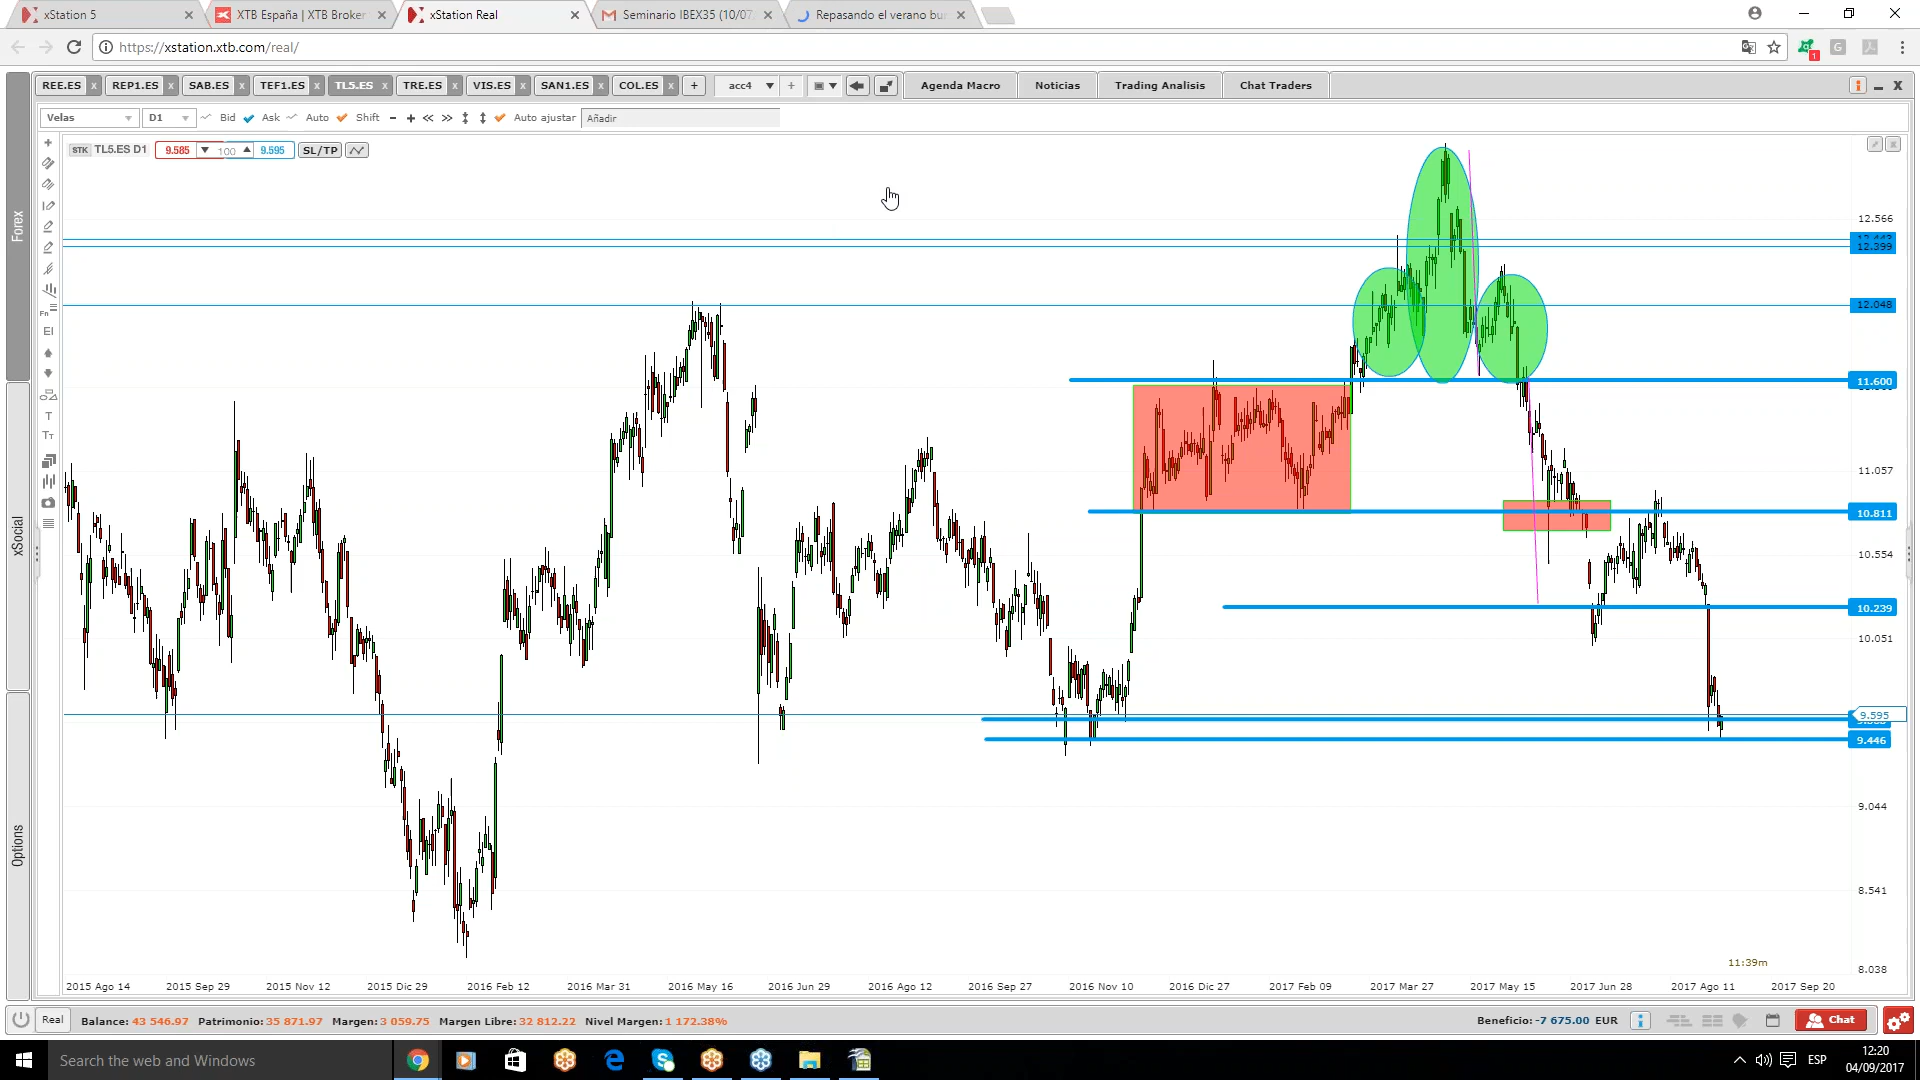 xStation 5
XTB España | XTB Broker
xStation Real
Seminario IBEX35 (10/07
Repasando el verano bu
https://xstation.xtb.com/real/
REE.ES x REP1.ES x SAB.ES x TEF1.ES x TL5.ES x TRE.ES x VIS.ES x SAN1.ES x COL.ES x + acc4 + Agenda Macro Noticias Trading Analisis Chat Traders
Velas D1 Bid Ask Auto Shift Auto ajustar Añadir
STK TL5.ES D1 9.585 100 9.595 SL/TP
Forex
xSocial
Options
12.566
12.399
12.048
11.600
11.057
10.811
10.554
10.239
10.051
9.595
9.446
9.044
8.541
8.038
11:39m
2015 Ago 14 2015 Sep 29 2015 Nov 12 2015 Dic 29 2016 Feb 12 2016 Mar 31 2016 May 16 2016 Jun 29 2016 Ago 12 2016 Sep 27 2016 Nov 10 2016 Dic 27 2017 Feb 09 2017 Mar 27 2017 May 15 2017 Jun 28 2017 Ago 11 2017 Sep 20
Real Balance: 43 546.97 Patrimonio: 35 871.97 Margen: 3 059.75 Margen Libre: 32 812.22 Nivel Margen: 1 172.38% Beneficio: -7 675.00 EUR Chat
Search the web and Windows
ESP
12:20
04/09/2017